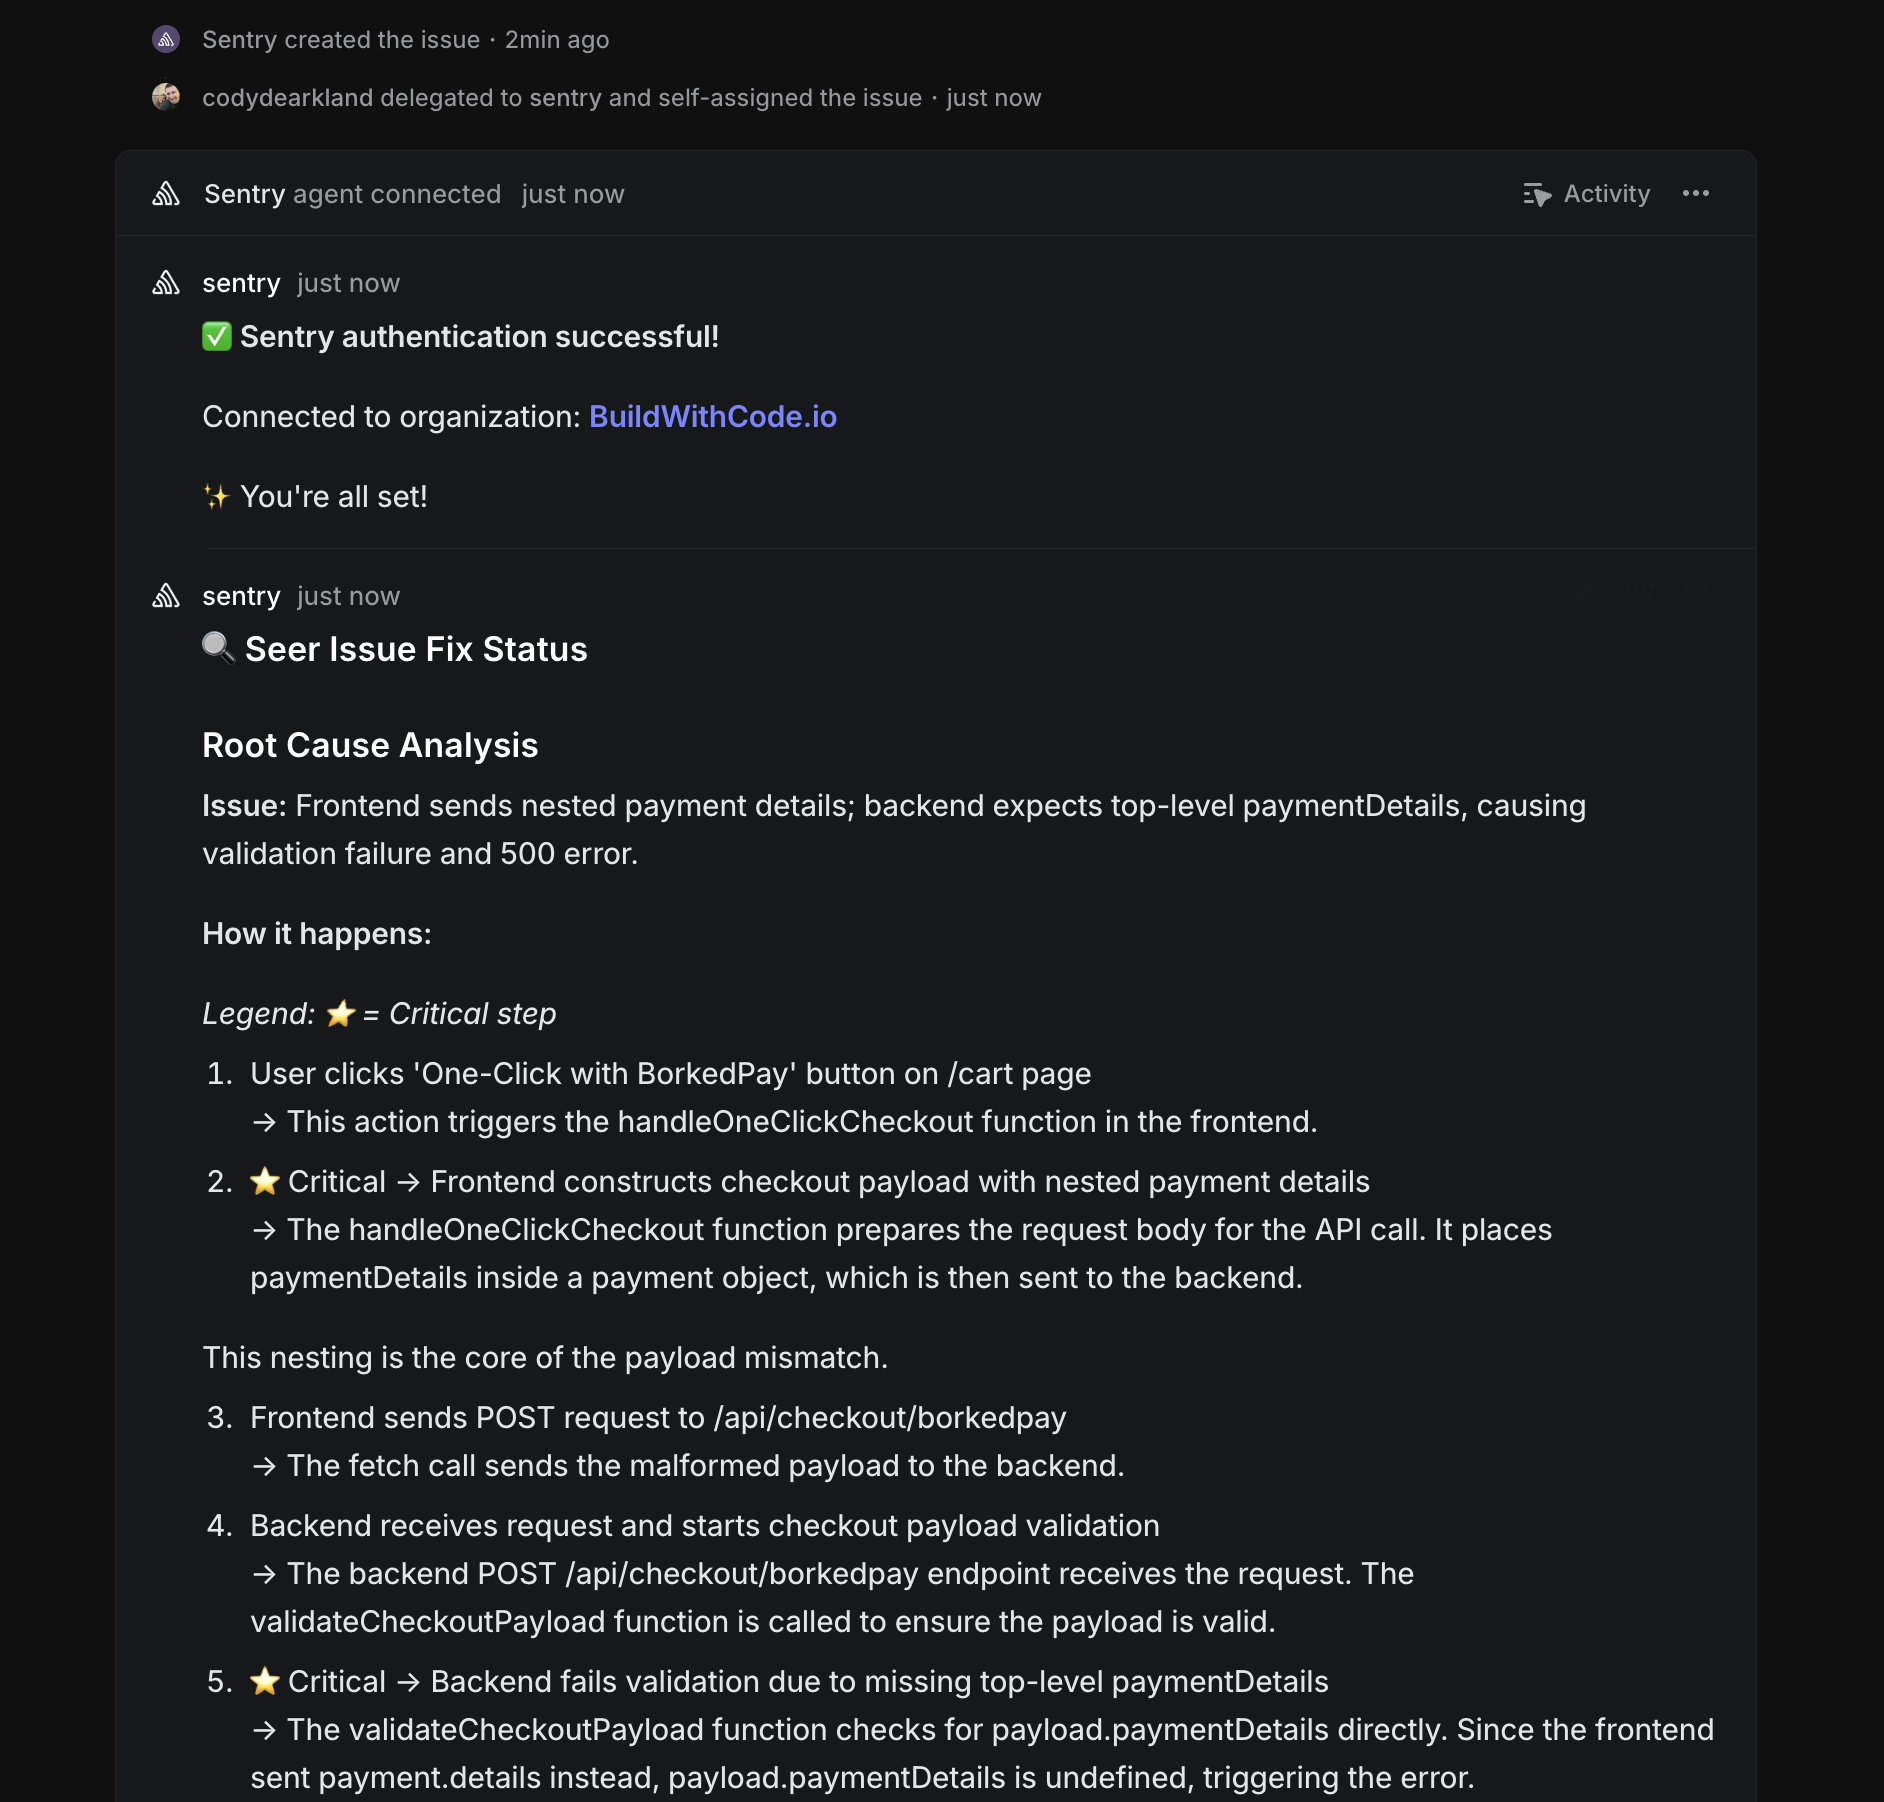 Sentry created the issue · 2min ago
codydearkland delegated to sentry and self-assigned the issue · just now
Sentry agent connected just now
Activity
sentry just now
✅ Sentry authentication successful!
Connected to organization: BuildWithCode.io
✨ You're all set!
sentry just now
🔍 Seer Issue Fix Status
Root Cause Analysis
Issue: Frontend sends nested payment details; backend expects top-level paymentDetails, causing
validation failure and 500 error.
How it happens:
Legend: ⭐ = Critical step
1. User clicks 'One-Click with BorkedPay' button on /cart page
→ This action triggers the handleOneClickCheckout function in the frontend.
2. ⭐ Critical → Frontend constructs checkout payload with nested payment details
→ The handleOneClickCheckout function prepares the request body for the API call. It places
paymentDetails inside a payment object, which is then sent to the backend.
This nesting is the core of the payload mismatch.
3. Frontend sends POST request to /api/checkout/borkedpay
→ The fetch call sends the malformed payload to the backend.
4. Backend receives request and starts checkout payload validation
→ The backend POST /api/checkout/borkedpay endpoint receives the request. The
validateCheckoutPayload function is called to ensure the payload is valid.
5. ⭐ Critical → Backend fails validation due to missing top-level paymentDetails
→ The validateCheckoutPayload function checks for payload.paymentDetails directly. Since the frontend
sent payment.details instead, payload.paymentDetails is undefined, triggering the error.